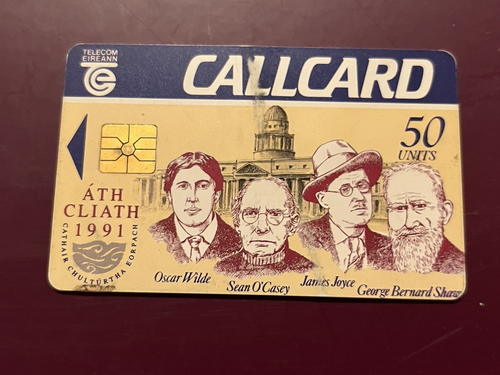 TELECOM
EIREANN
CALLCARD
50
UNITS
ÁTH
CLIATH
1991
CATHAIR CHULTÚRTHA EORPACH
Oscar Wilde
Sean O'Casey
James Joyce
George Bernard Shaw